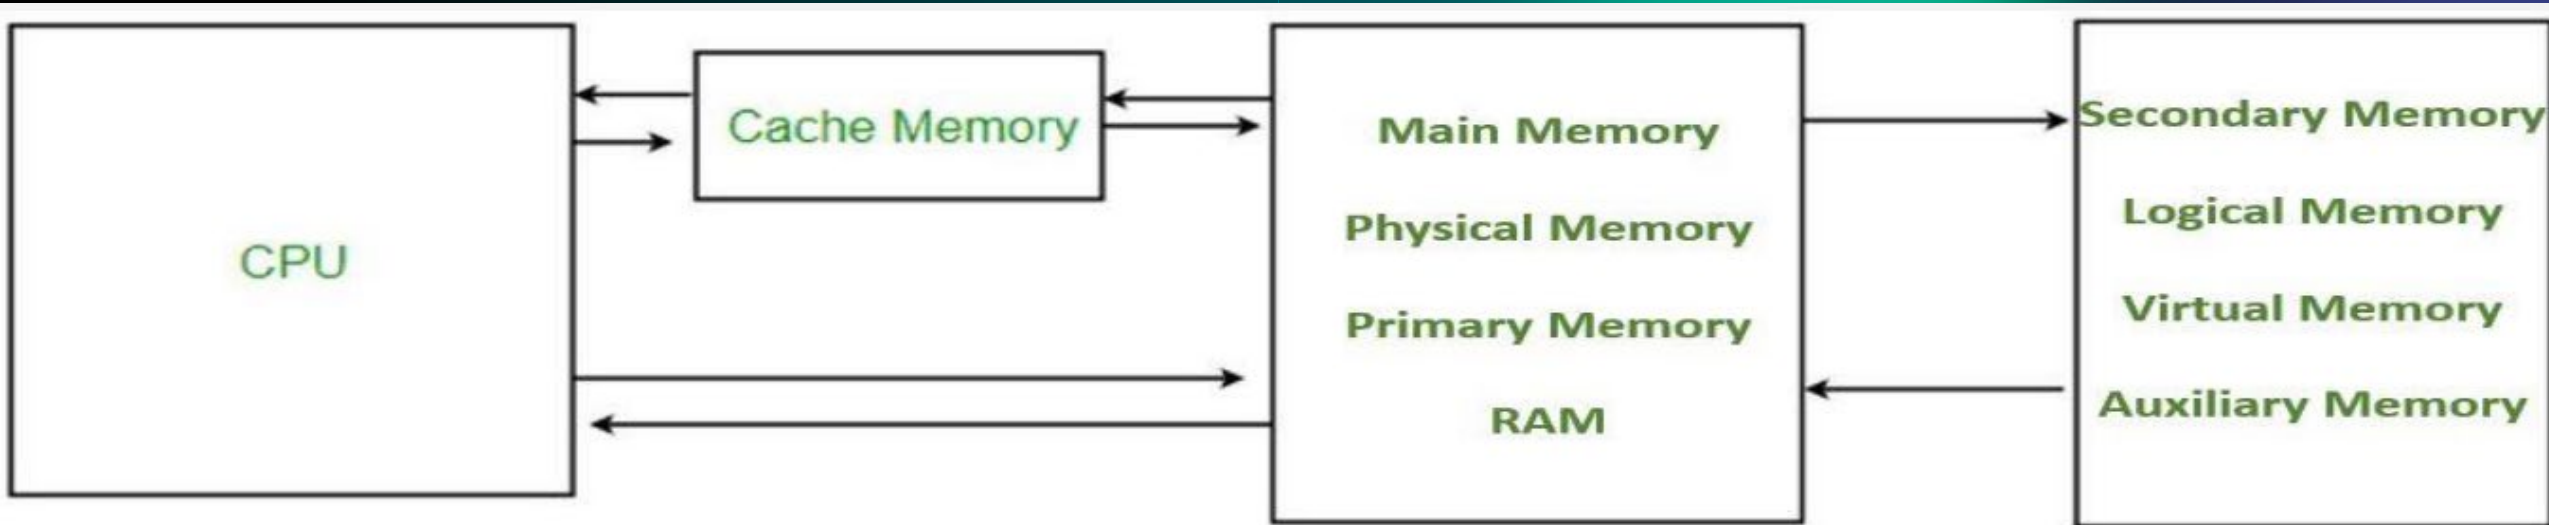 CPU
Cache Memory
Main Memory
Physical Memory
Primary Memory
RAM
Secondary Memory
Logical Memory
Virtual Memory
Auxiliary Memory